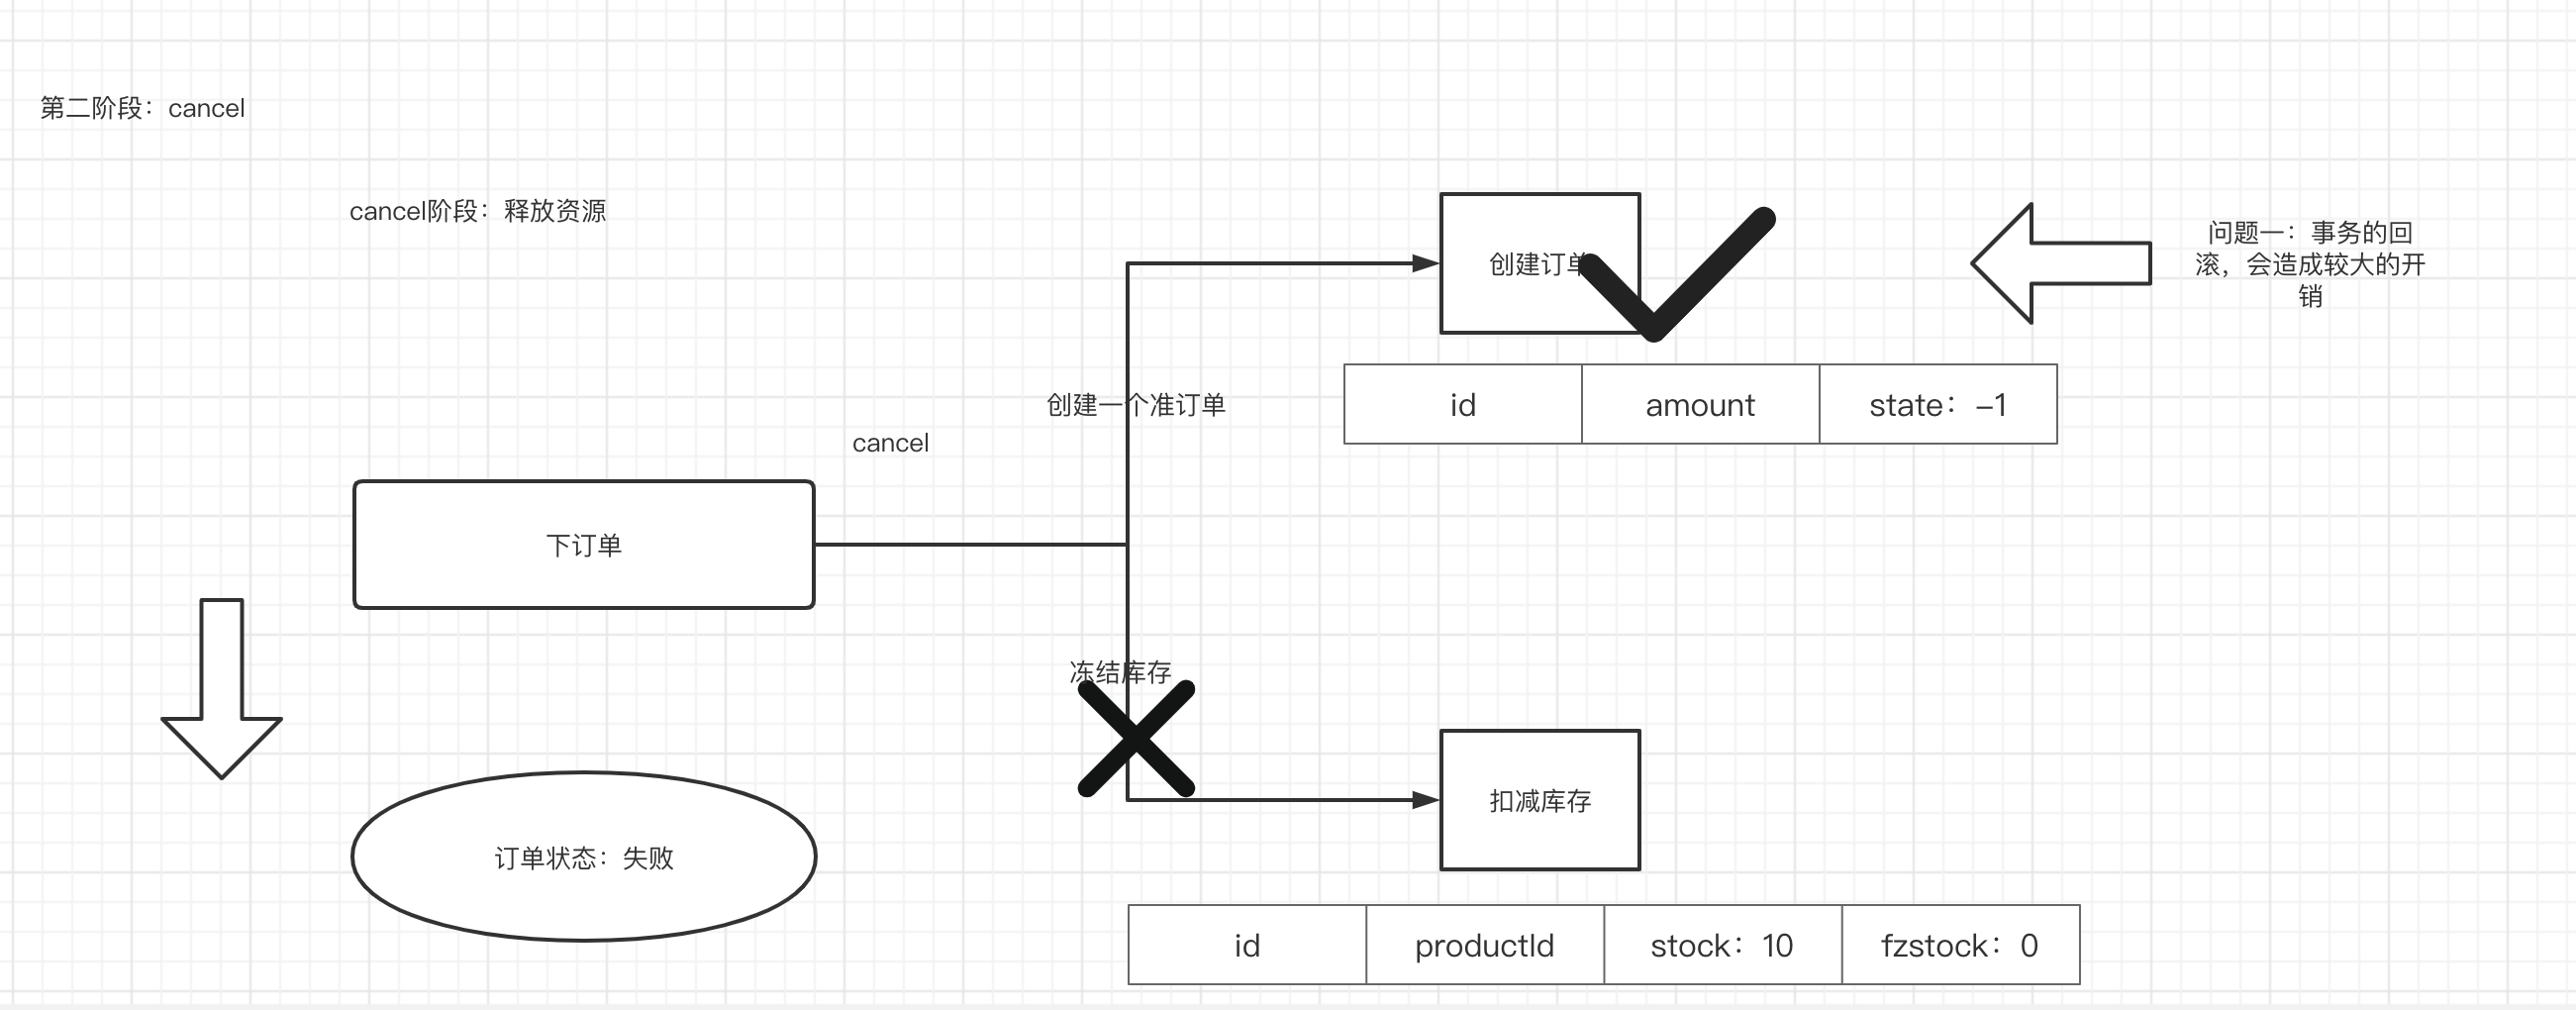 第二阶段：cancel
cancel阶段：释放资源
创建订单
问题一：事务的回
滚，会造成较大的开
销
创建一个准订单
id
amount
state：-1
cancel
下订单
冻结库存
扣减库存
订单状态：失败
id
productId
stock：10
fzstock：0